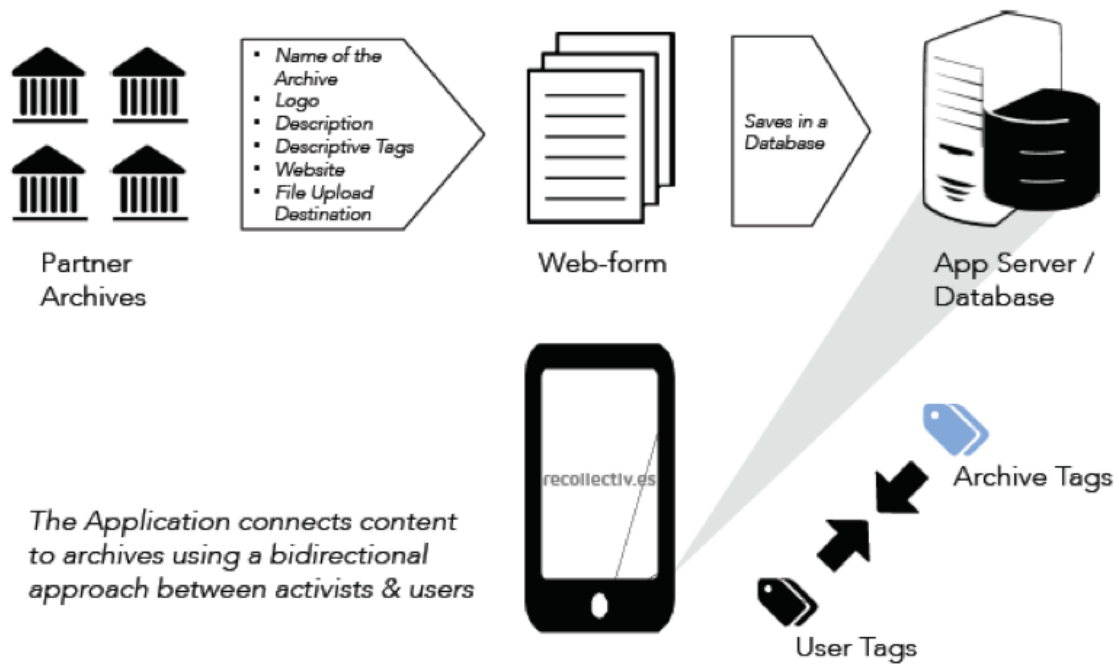 ▪ Name of the
Archive
▪ Logo
▪ Description
▪ Descriptive Tags
▪ Website
▪ File Upload
Destination
Saves in a
Database
Partner
Archives
Web-form
App Server /
Database
recollectiv.es
Archive Tags
The Application connects content
to archives using a bidirectional
approach between activists & users
User Tags